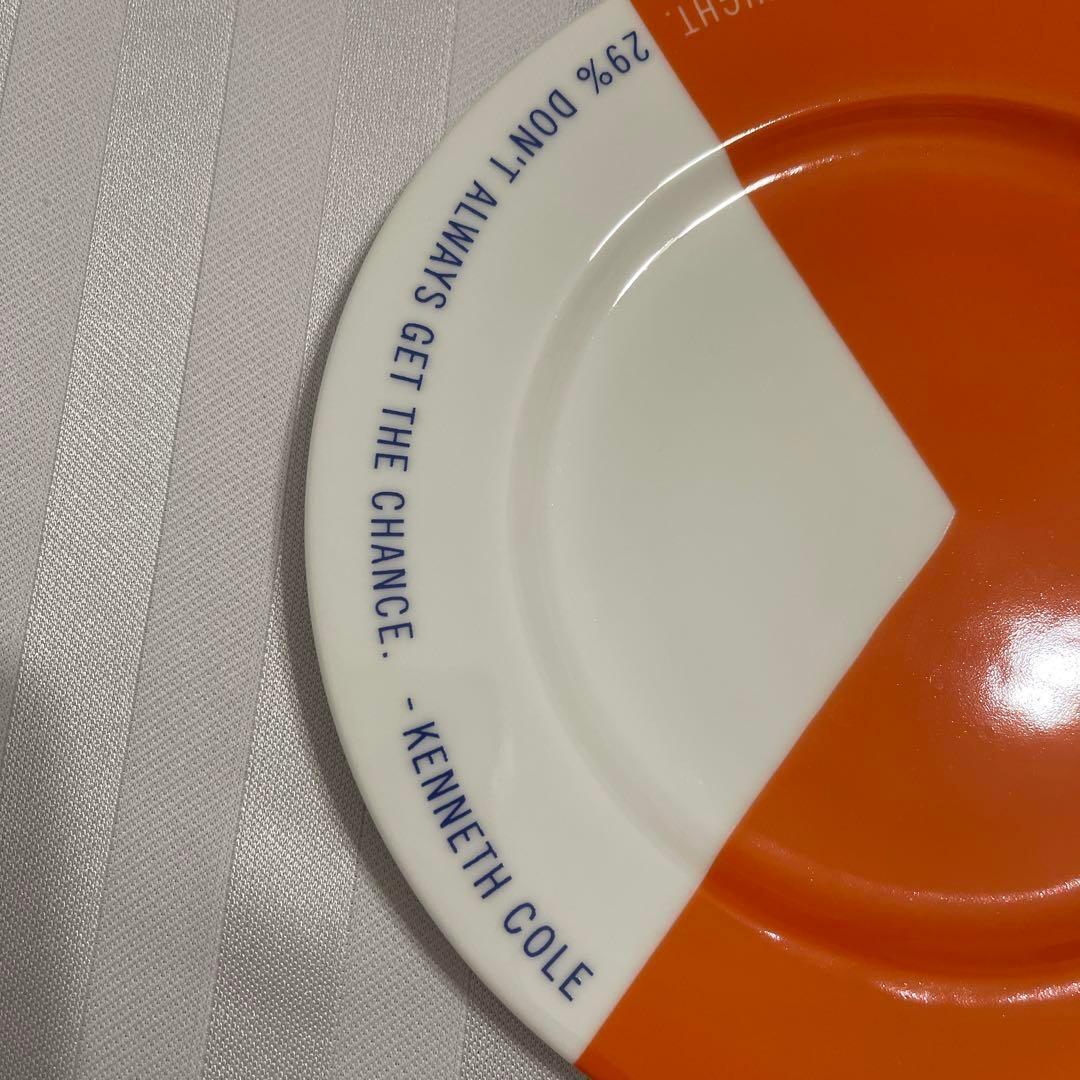 29% DON'T ALWAYS GET THE CHANCE.
- KENNETH COLE